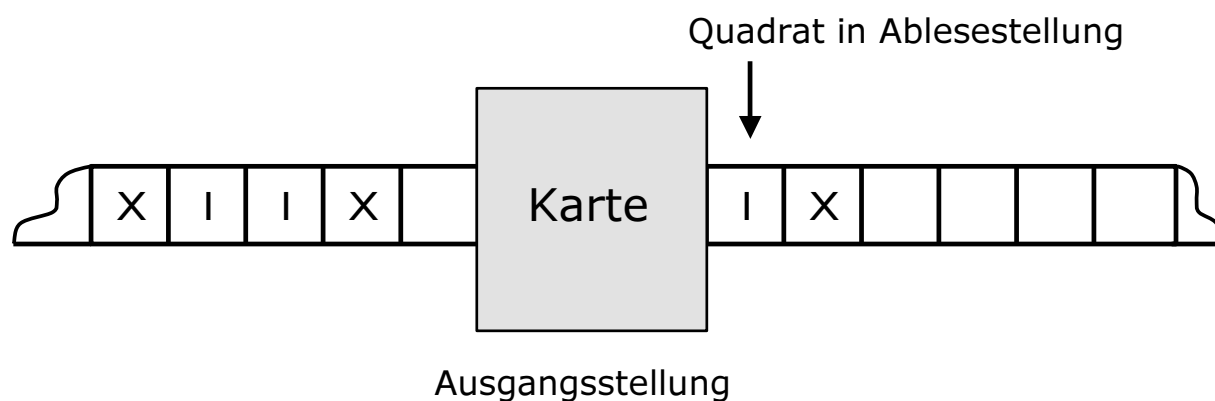 Quadrat in Ablesestellung
X I I X Karte I X
Ausgangsstellung